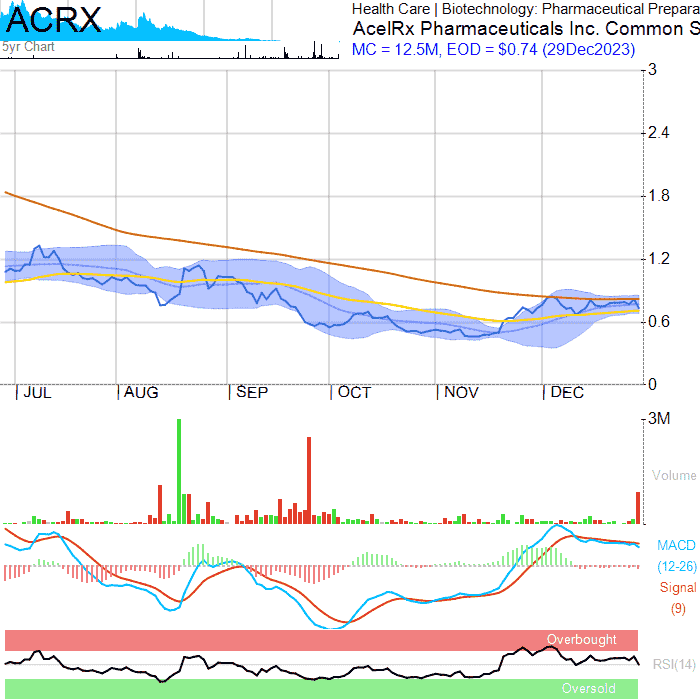 ACRX
5yr Chart
Health Care | Biotechnology: Pharmaceutical Prepara
AcelRx Pharmaceuticals Inc. Common S
MC = 12.5M, EOD = $0.74 (29Dec2023)
3
2.4
1.8
1.2
0.6
0
JUL AUG SEP OCT NOV DEC
3M
Volume
MACD
(12-26)
Signal
(9)
Overbought
RSI(14)
Oversold